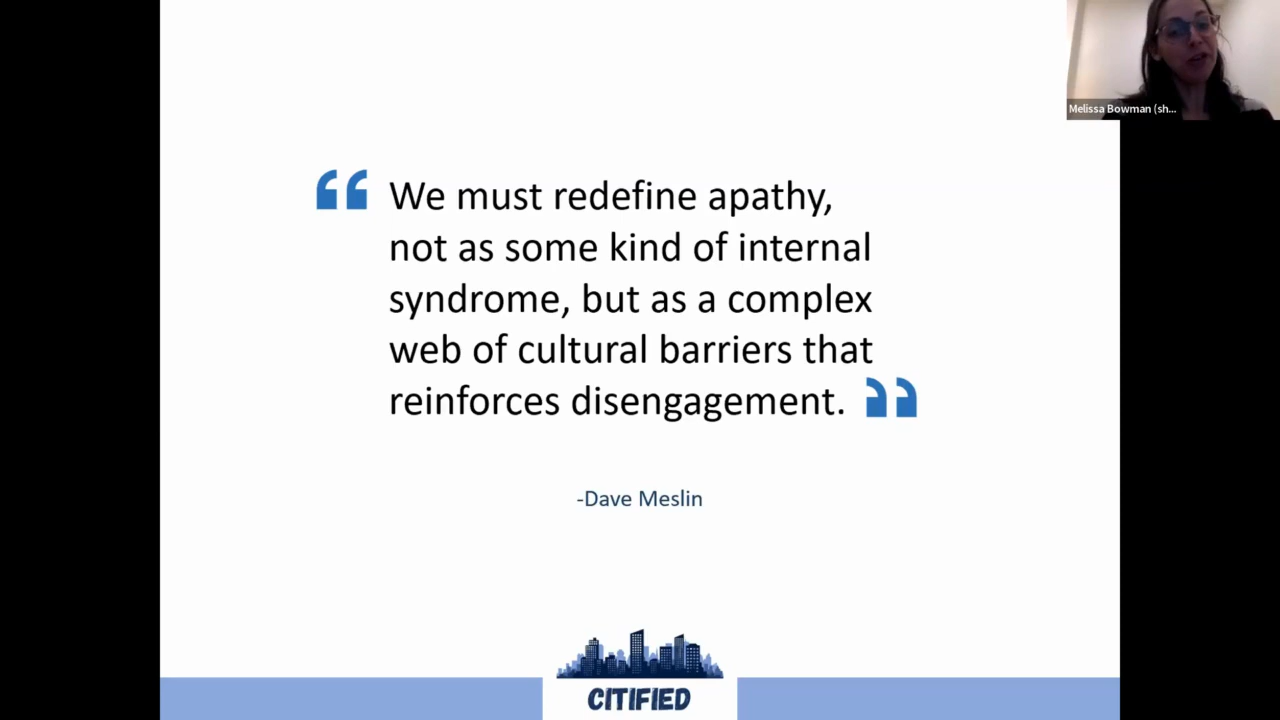 Melissa Bowman (sh...
We must redefine apathy,
not as some kind of internal
syndrome, but as a complex
web of cultural barriers that
reinforces disengagement.
-Dave Meslin
CITIFIED